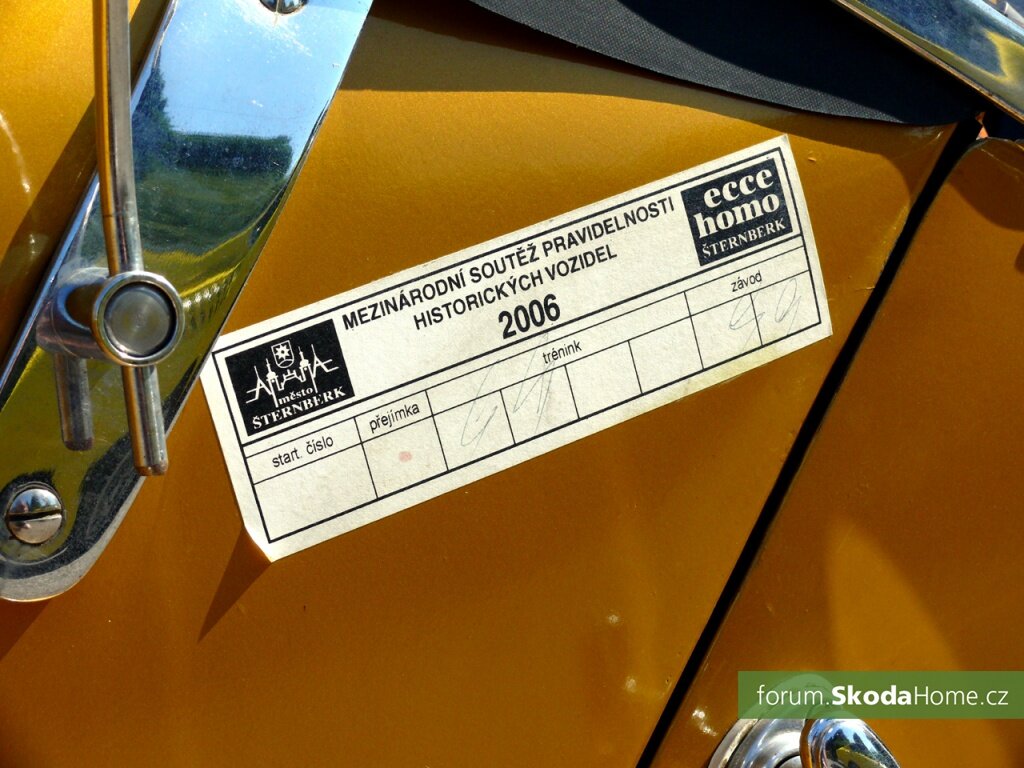 MEZINÁRODNÍ SOUTĚŽ PRAVIDELNOSTI
HISTORICKÝCH VOZIDEL
2006
ecce
homo
ŠTERNBERK
město
ŠTERNBERK
start. číslo
přejímka
trénink
závod
forum.SkodaHome.cz